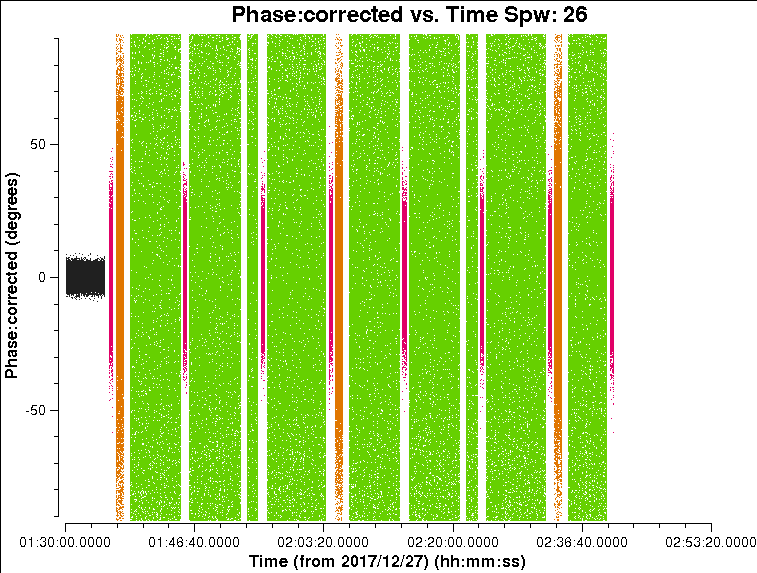 Phase:corrected vs. Time Spw: 26
Phase:corrected (degrees)
50
0
-50
01:30:00.0000 01:46:40.0000 02:03:20.0000 02:20:00.0000 02:36:40.0000 02:53:20.0000
Time (from 2017/12/27) (hh:mm:ss)